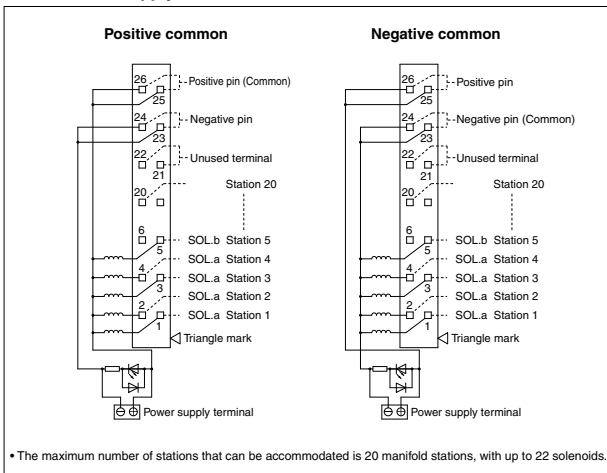 Positive common
26
Positive pin (Common)
25
24
Negative pin
23
22
Unused terminal
21
Station 20
20
6
SOL.b Station 5
5
SOL.a Station 4
4
SOL.a Station 3
3
SOL.a Station 2
2
SOL.a Station 1
1
Triangle mark
⊖ ⊕ Power supply terminal
Negative common
26
Positive pin
25
24
Negative pin (Common)
23
22
Unused terminal
21
Station 20
20
6
SOL.b Station 5
5
SOL.a Station 4
4
SOL.a Station 3
3
SOL.a Station 2
2
SOL.a Station 1
1
Triangle mark
⊖ ⊕ Power supply terminal
• The maximum number of stations that can be accommodated is 20 manifold stations, with up to 22 solenoids.